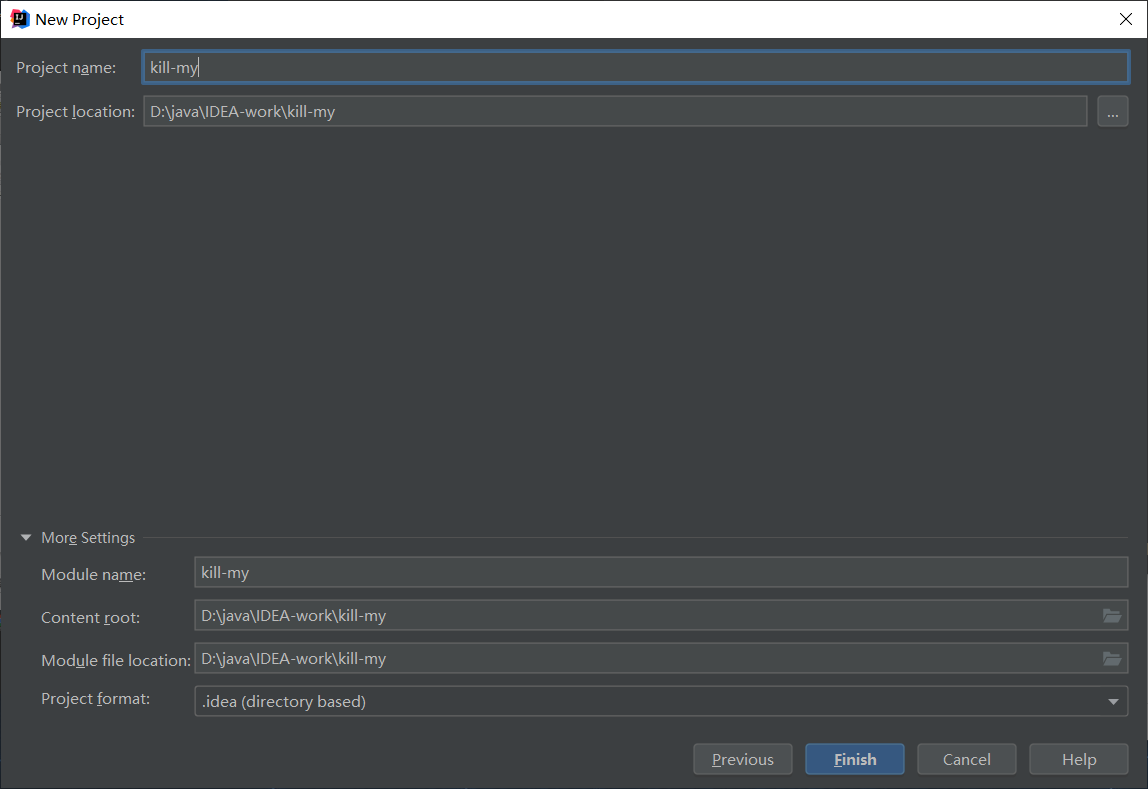 New Project
Project name: kill-my
Project location: D:\java\IDEA-work\kill-my ...
More Settings
Module name: kill-my
Content root: D:\java\IDEA-work\kill-my
Module file location: D:\java\IDEA-work\kill-my
Project format: .idea (directory based)
Previous Finish Cancel Help